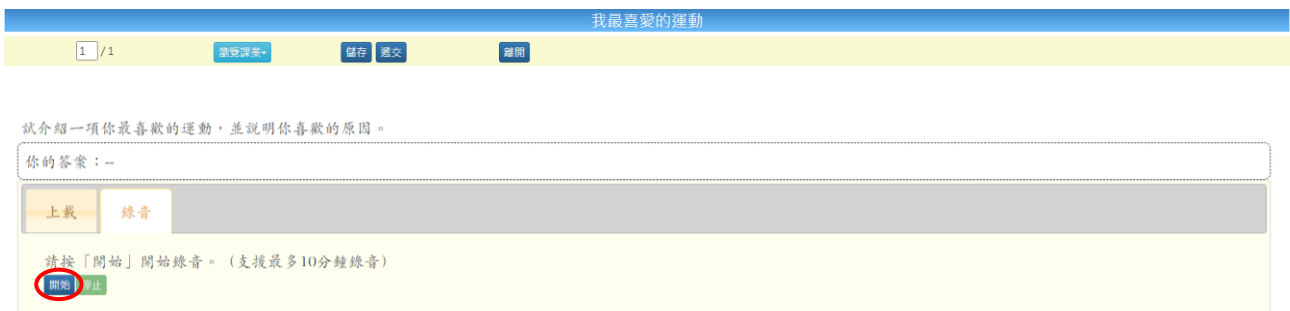 我最喜愛的運動
1 /1 瀏覽課業 儲存 遞交 離開
試介紹一項你最喜歡的運動，並說明你喜歡的原因。
你的答案：--
上載 錄音
請按「開始」開始錄音。（支援最多10分鐘錄音）
開始 停止